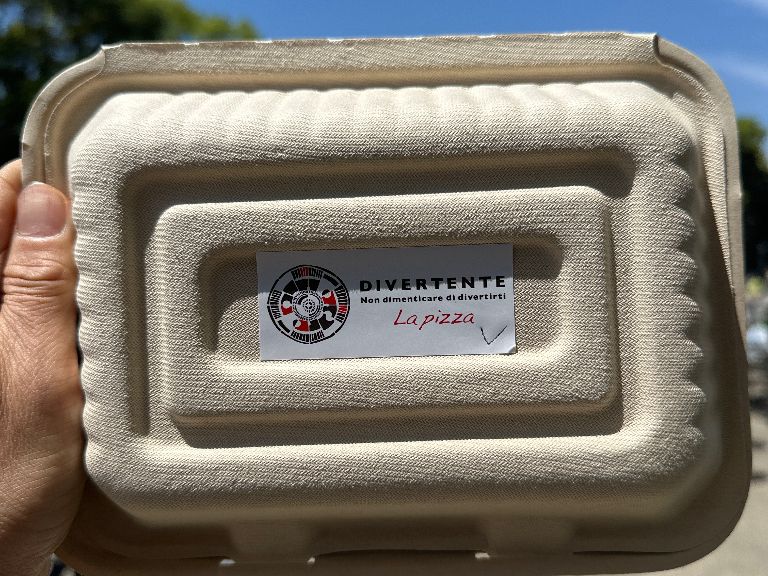 DIVERTENTE
Non dimenticare di divertirti
La pizza